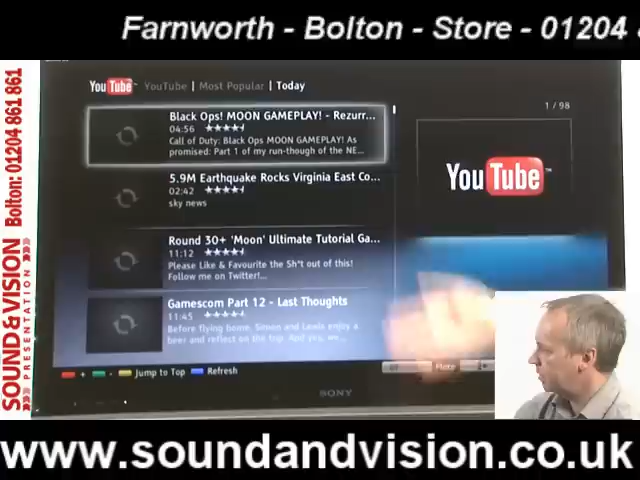 Farnworth - Bolton - Store - 01204
Bolton: 01204 861 861
SOUND&VISION
PRESENTATION
YouTube YouTube | Most Popular | Today
1 / 98
Black Ops! MOON GAMEPLAY! - Rezurr...
04:56
Call of Duty: Black Ops MOON GAMEPLAY! As
promised: Part 1 of my run-though of the NE...
YouTube
5.9M Earthquake Rocks Virginia East Co...
02:42
sky news
Round 30+ 'Moon' Ultimate Tutorial Ga...
11:12
Please Like & Favourite the Sh*t out of this!
Follow me on Twitter!...
Gamescom Part 12 - Last Thoughts
11:45
Before flying home, Simon and Lewis enjoy a
beer and reflect on the trip. And yes, we...
Jump to Top Refresh
SONY
www.soundandvision.co.uk